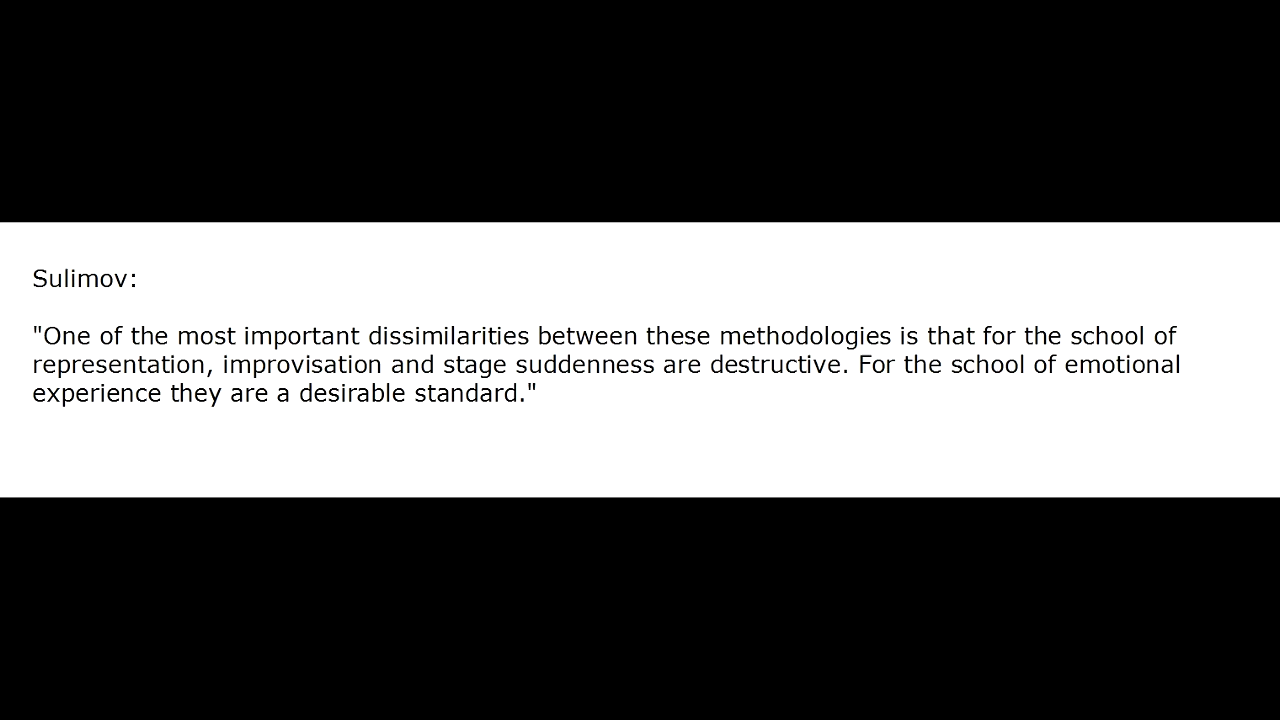 Sulimov:
"One of the most important dissimilarities between these methodologies is that for the school of
representation, improvisation and stage suddenness are destructive. For the school of emotional
experience they are a desirable standard."